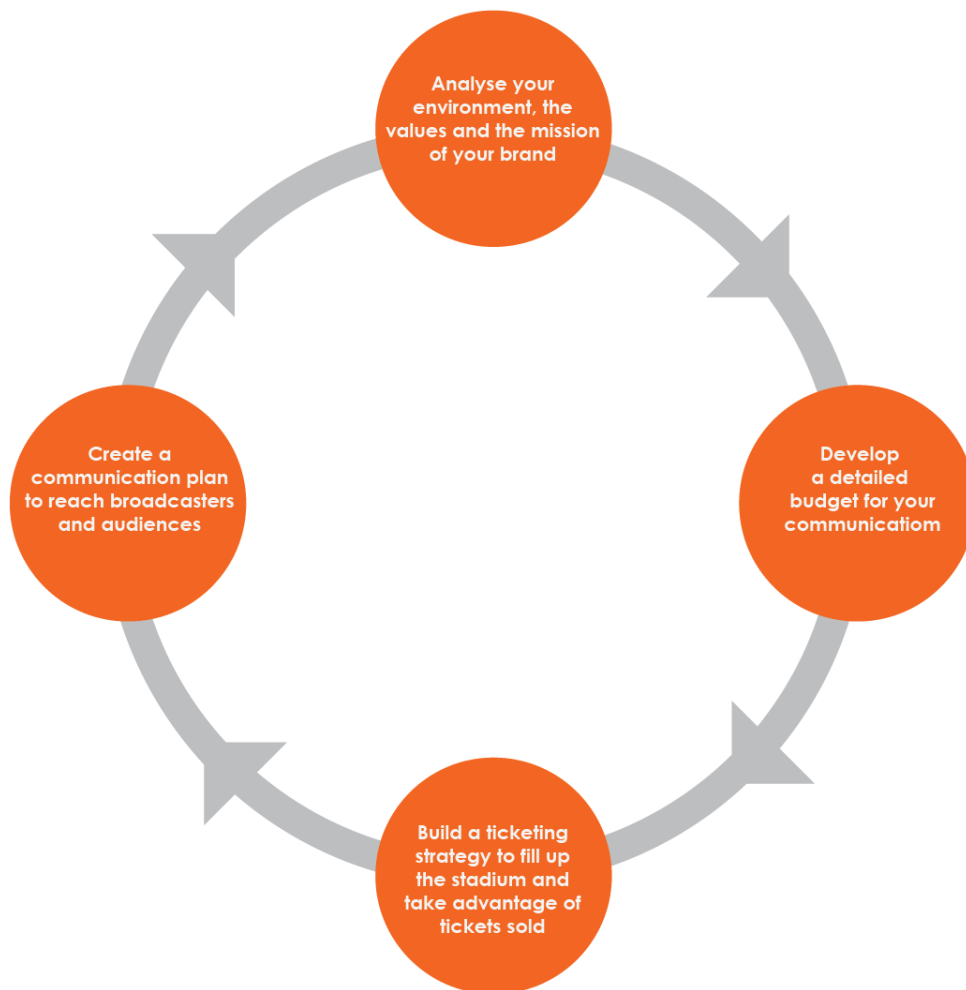 Analyse your
environment, the
values and the mission
of your brand
Create a
communication plan
to reach broadcasters
and audiences
Develop
a detailed
budget for your
communicatiom
Build a ticketing
strategy to fill up
the stadium and
take advantage of
tickets sold